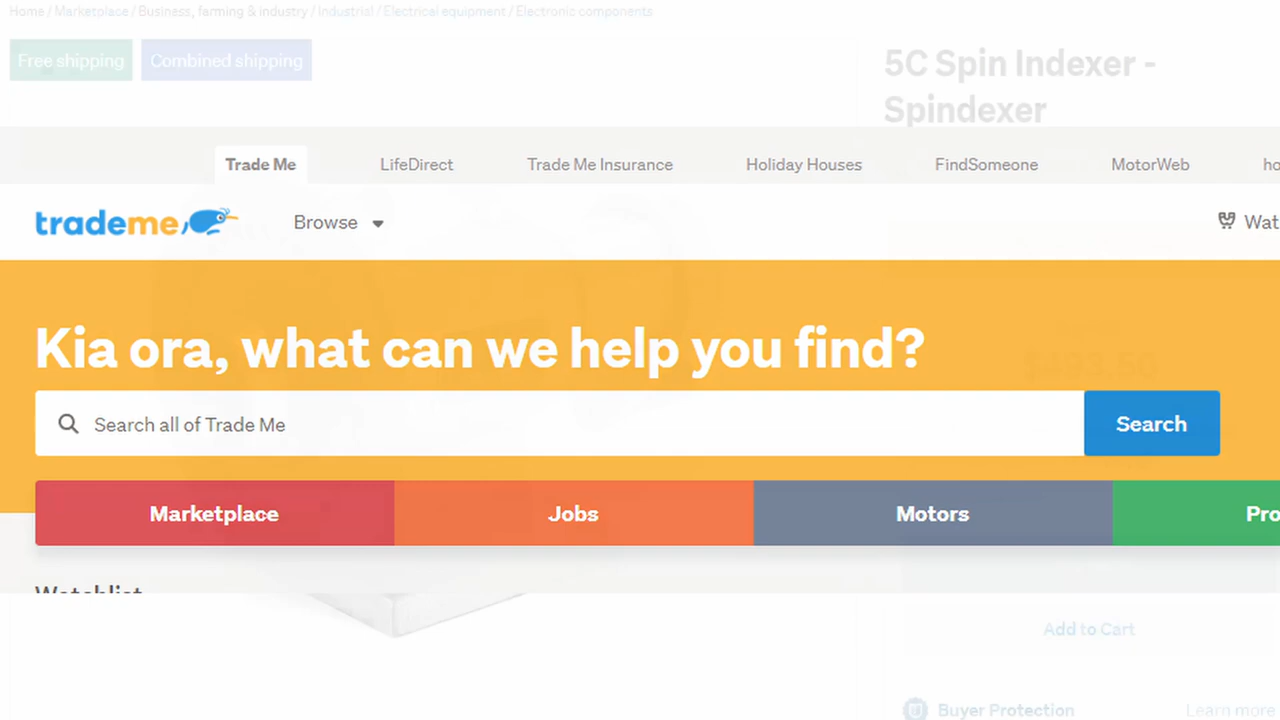 Home / Marketplace / Business, farming & industry / Industrial / Electrical equipment / Electronic components
Free shipping
Combined shipping
5C Spin Indexer -
Spindexer
Trade Me
LifeDirect
Trade Me Insurance
Holiday Houses
FindSomeone
MotorWeb
ho
trademe
Browse
Wat
Kia ora, what can we help you find?
Search all of Trade Me
Search
Marketplace
Jobs
Motors
Pro
Watchlist
Add to Cart
Buyer Protection
Learn more